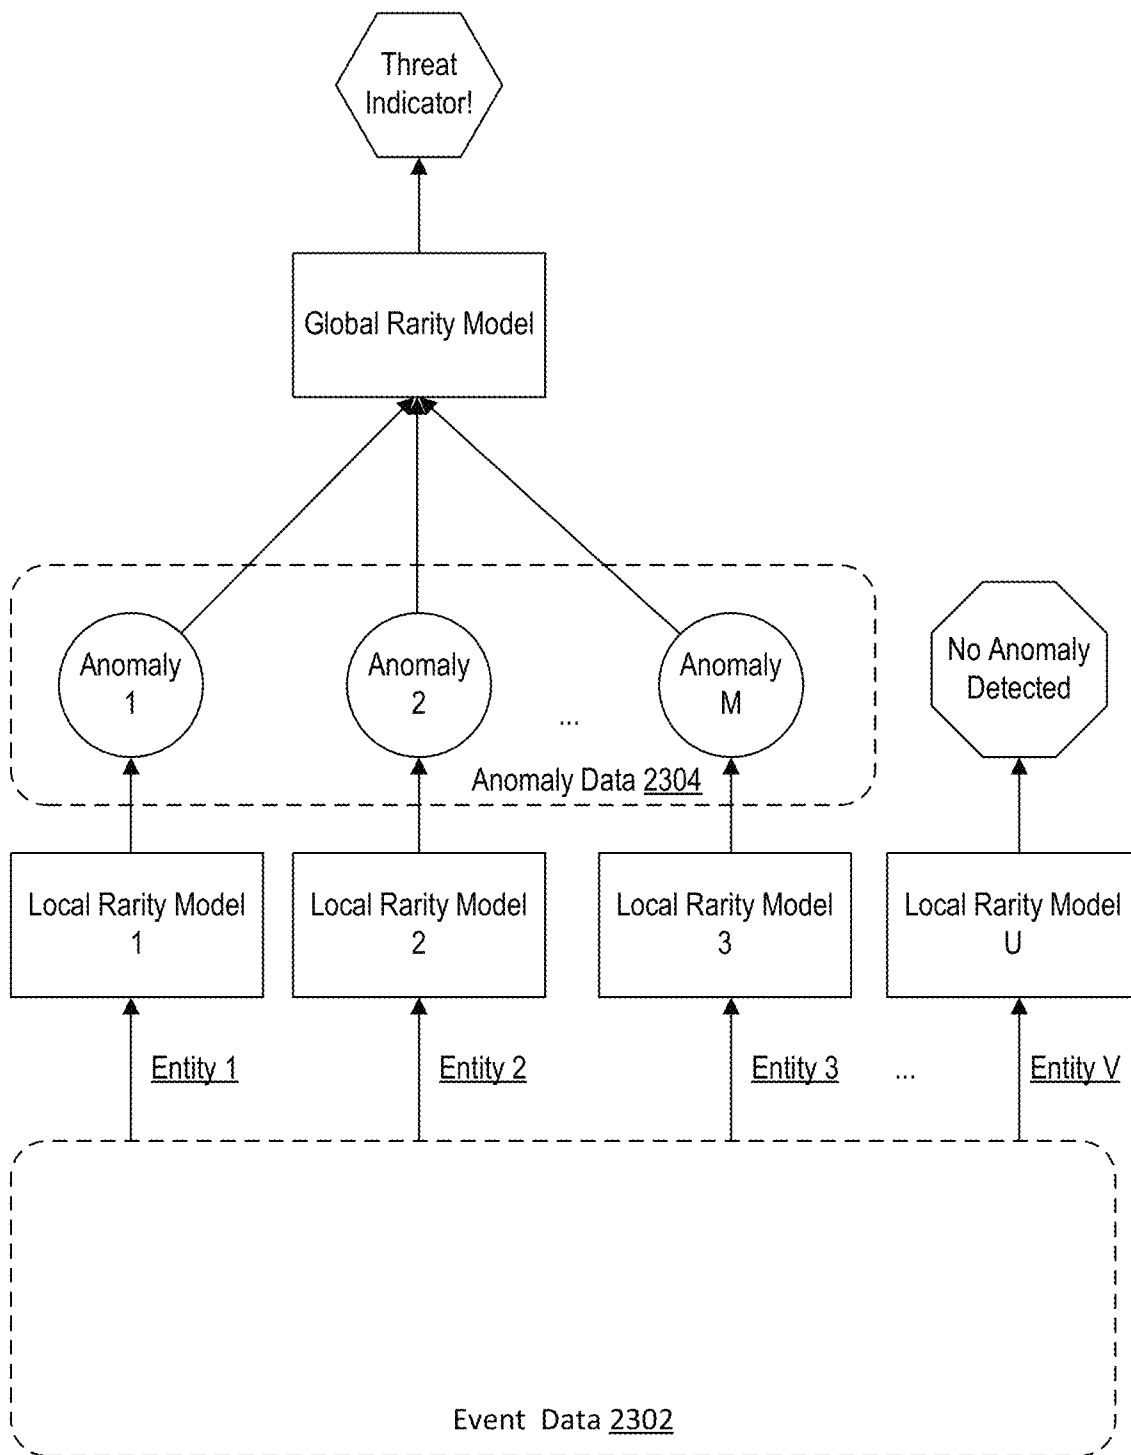 Threat
Indicator!
Global Rarity Model
Anomaly
1
Anomaly
2
...
Anomaly
M
No Anomaly
Detected
Anomaly Data 2304
Local Rarity Model
1
Local Rarity Model
2
Local Rarity Model
3
Local Rarity Model
U
Entity 1
Entity 2
Entity 3
...
Entity V
Event Data 2302